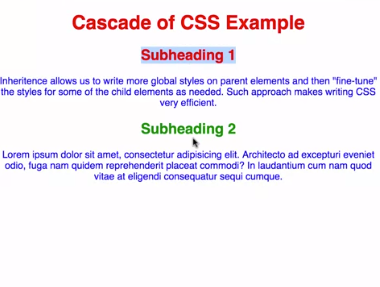 Cascade of CSS Example
Subheading 1
Inheritence allows us to write more global styles on parent elements and then "fine-tune"
the styles for some of the child elements as needed. Such approach makes writing CSS
very efficient.
Subheading 2
Lorem ipsum dolor sit amet, consectetur adipisicing elit. Architecto ad excepturi eveniet
odio, fuga nam quidem reprehenderit placeat commodi? In laudantium cum nam quod
vitae at eligendi consequatur sequi cumque.